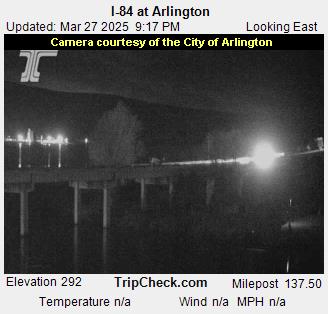 I-84 at Arlington
Updated: Mar 27 2025  9:17 PM Looking East
Camera courtesy of the City of Arlington
Elevation 292 TripCheck.com Milepost 137.50
Temperature n/a Wind n/a MPH n/a